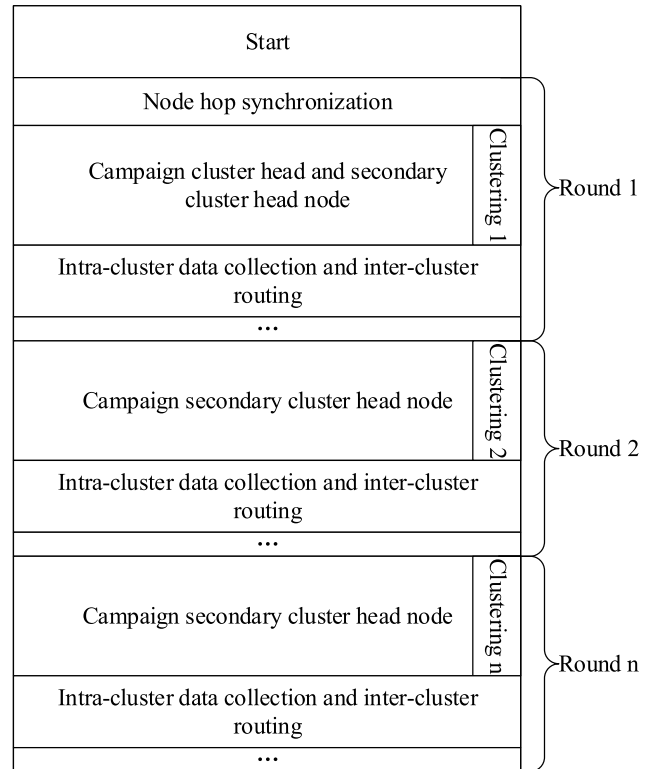 Start
Node hop synchronization
Campaign cluster head and secondary
cluster head node
Clustering 1
Round 1
Intra-cluster data collection and inter-cluster
routing
...
Campaign secondary cluster head node
Clustering 2
Round 2
Intra-cluster data collection and inter-cluster
routing
...
Campaign secondary cluster head node
Clustering n
Round n
Intra-cluster data collection and inter-cluster
routing
...